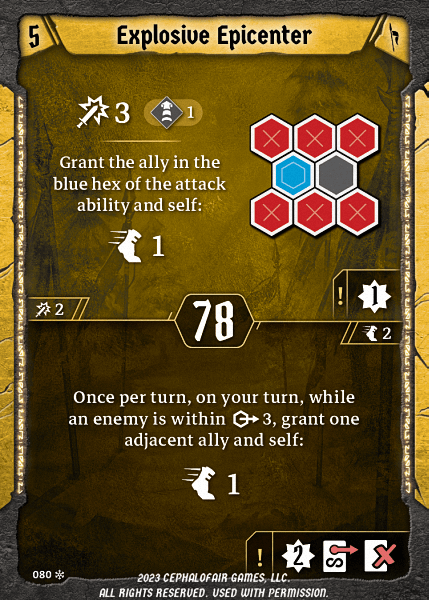 5
Explosive Epicenter
3
1
Grant the ally in the
blue hex of the attack
ability and self:
1
! 1
2
78
2
Once per turn, on your turn, while
an enemy is within 3, grant one
adjacent ally and self:
1
! 2
080
2023 CEPHALOFAIR GAMES, LLC.
ALL RIGHTS RESERVED. USED WITH PERMISSION.